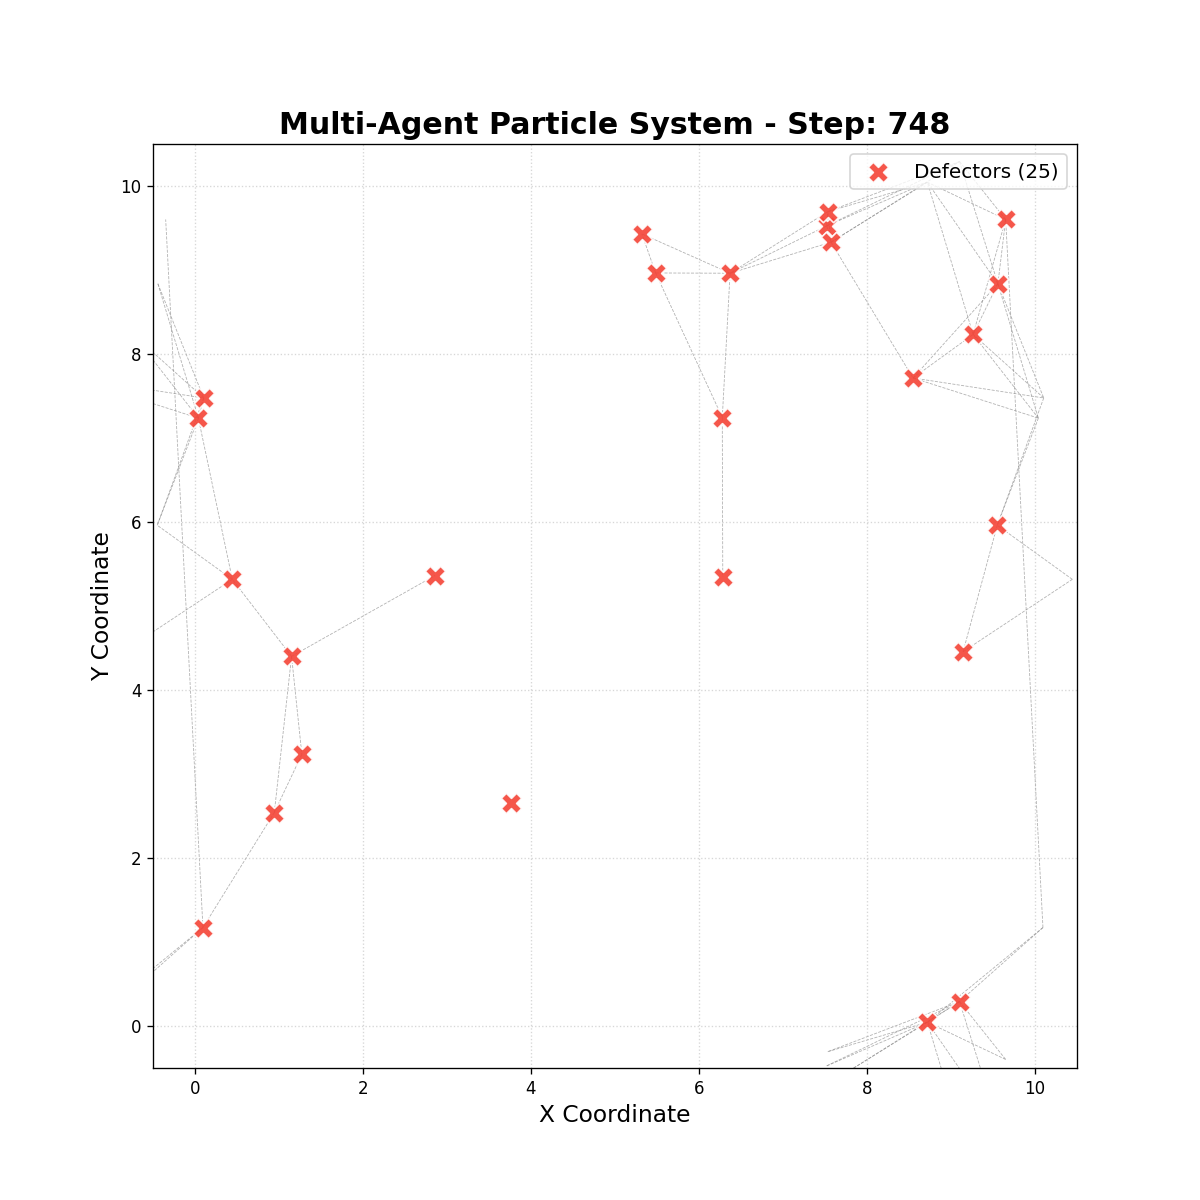 Multi-Agent Particle System - Step: 748
Defectors (25)
10
8
6
4
2
0
Y Coordinate
0 2 4 6 8 10
X Coordinate